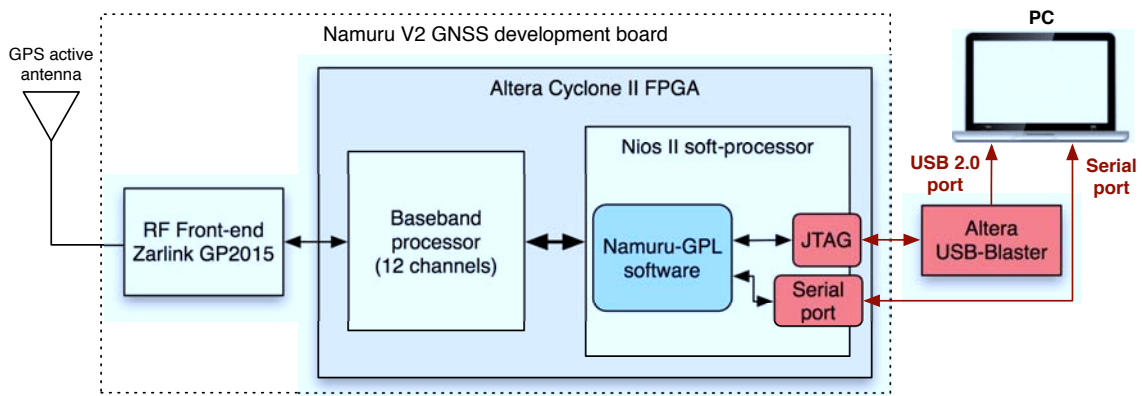 Namuru V2 GNSS development board
PC
GPS active
antenna
Altera Cyclone II FPGA
Nios II soft-processor
USB 2.0
port
Serial
port
RF Front-end
Zarlink GP2015
Baseband
processor
(12 channels)
Namuru-GPL
software
JTAG
Serial
port
Altera
USB-Blaster